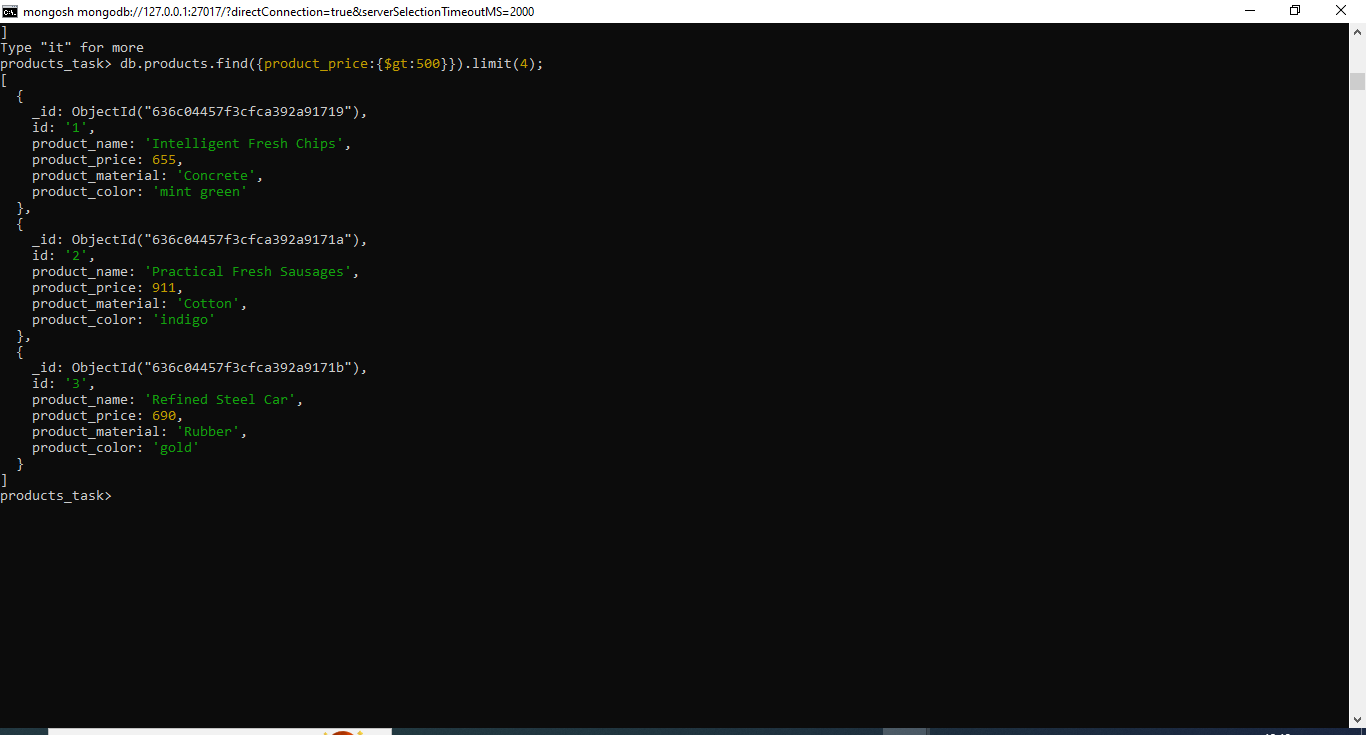 mongosh mongodb://127.0.0.1:27017/?directConnection=true&serverSelectionTimeoutMS=2000
]
Type "it" for more
products_task> db.products.find({product_price:{$gt:500}}).limit(4);
[
  {
    _id: ObjectId("636c04457f3cfca392a91719"),
    id: '1',
    product_name: 'Intelligent Fresh Chips',
    product_price: 655,
    product_material: 'Concrete',
    product_color: 'mint green'
  },
  {
    _id: ObjectId("636c04457f3cfca392a9171a"),
    id: '2',
    product_name: 'Practical Fresh Sausages',
    product_price: 911,
    product_material: 'Cotton',
    product_color: 'indigo'
  },
  {
    _id: ObjectId("636c04457f3cfca392a9171b"),
    id: '3',
    product_name: 'Refined Steel Car',
    product_price: 690,
    product_material: 'Rubber',
    product_color: 'gold'
  }
]
products_task>